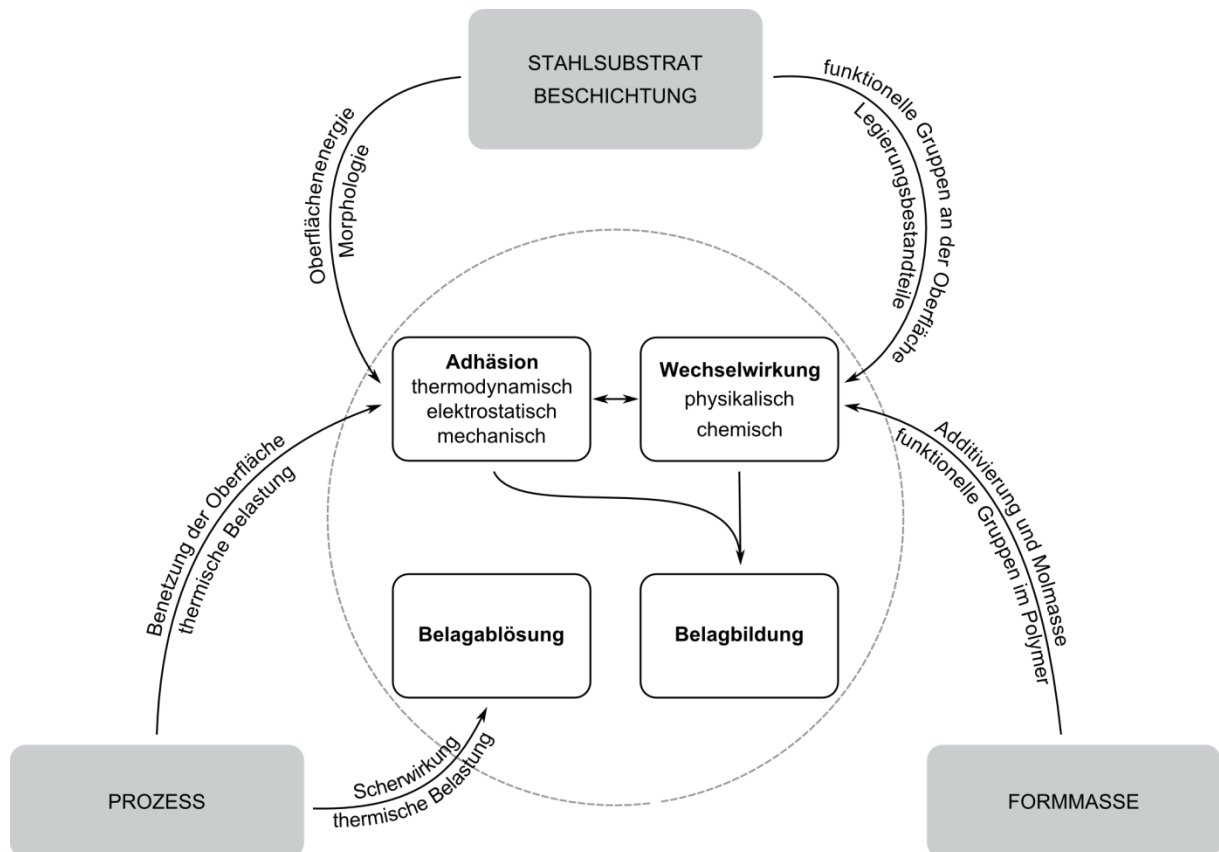 STAHLSUBSTRAT
BESCHICHTUNG
Oberflächenenergie
Morphologie
funktionelle Gruppen an der Oberfläche
Legierungsbestandteile
Adhäsion
thermodynamisch
elektrostatisch
mechanisch
Wechselwirkung
physikalisch
chemisch
Benetzung der Oberfläche
thermische Belastung
Additivierung und Molmasse
funktionelle Gruppen im Polymer
Belagablösung
Belagbildung
Scherwirkung
thermische Belastung
PROZESS
FORMMASSE